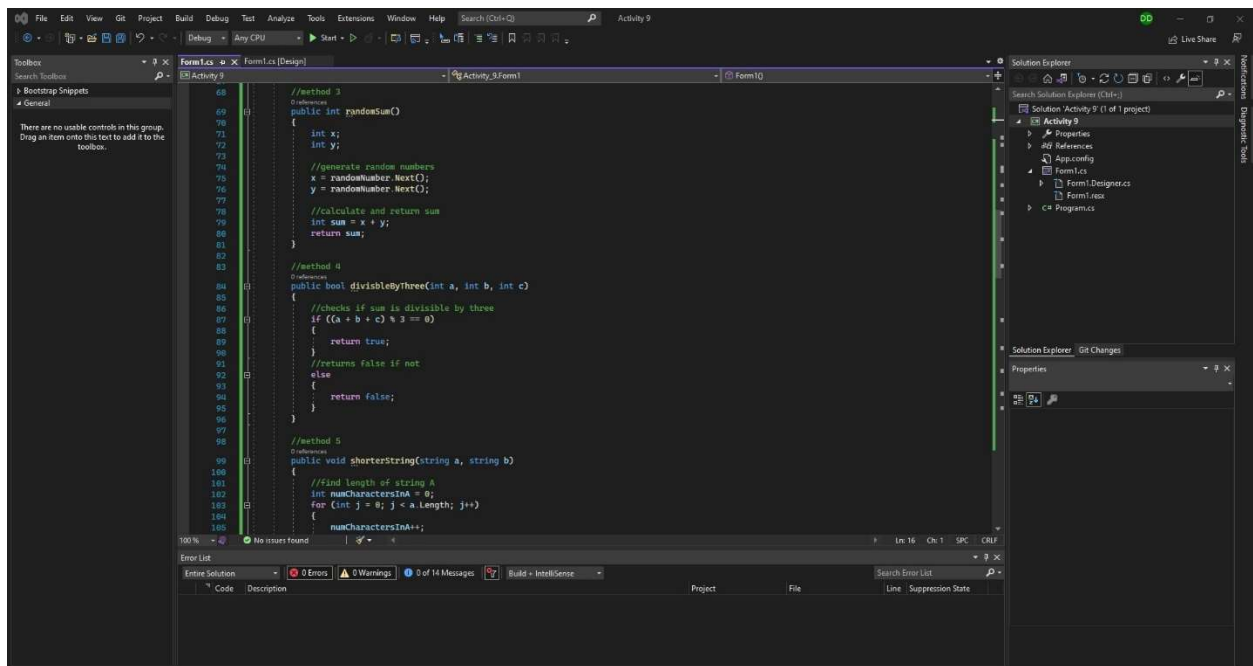 File Edit View Git Project Build Debug Test Analyze Tools Extensions Window Help Search (Ctrl+Q) Activity 9 DD
Debug Any CPU Start Live Share
Toolbox
Search Toolbox
Bootstrap Snippets
General
There are no usable controls in this group.
Drag an item onto this text to add it to the
toolbox.
Form1.cs Form1.cs [Design]
Activity 9 Activity_9.Form1 Form1()
68 //method 3
0 references
69 public int randomSum()
70 {
71 int x;
72 int y;
73
74 //generate random numbers
75 x = randomNumber.Next();
76 y = randomNumber.Next();
77
78 //calculate and return sum
79 int sum = x + y;
80 return sum;
81 }
82
83 //method 4
0 references
84 public bool divisbleByThree(int a, int b, int c)
85 {
86 //checks if sum is divisible by three
87 if ((a + b + c) % 3 == 0)
88 {
89 return true;
90 }
91 //returns false if not
92 else
93 {
94 return false;
95 }
96 }
97
98 //method 5
0 references
99 public void shorterString(string a, string b)
100 {
101 //find length of string A
102 int numCharactersInA = 0;
103 for (int j = 0; j < a.Length; j++)
104 {
105 numCharactersInA++;
100 % No issues found Ln: 16 Ch: 1 SPC CRLF
Error List
Entire Solution 0 Errors 0 Warnings 0 of 14 Messages Build + IntelliSense Search Error List
Code Description Project File Line Suppression State
Solution Explorer
Search Solution Explorer (Ctrl+;)
Solution 'Activity 9' (1 of 1 project)
Activity 9
Properties
References
App.config
Form1.cs
Form1.Designer.cs
Form1.resx
C# Program.cs
Solution Explorer Git Changes
Properties
Notifications
Diagnostic Tools